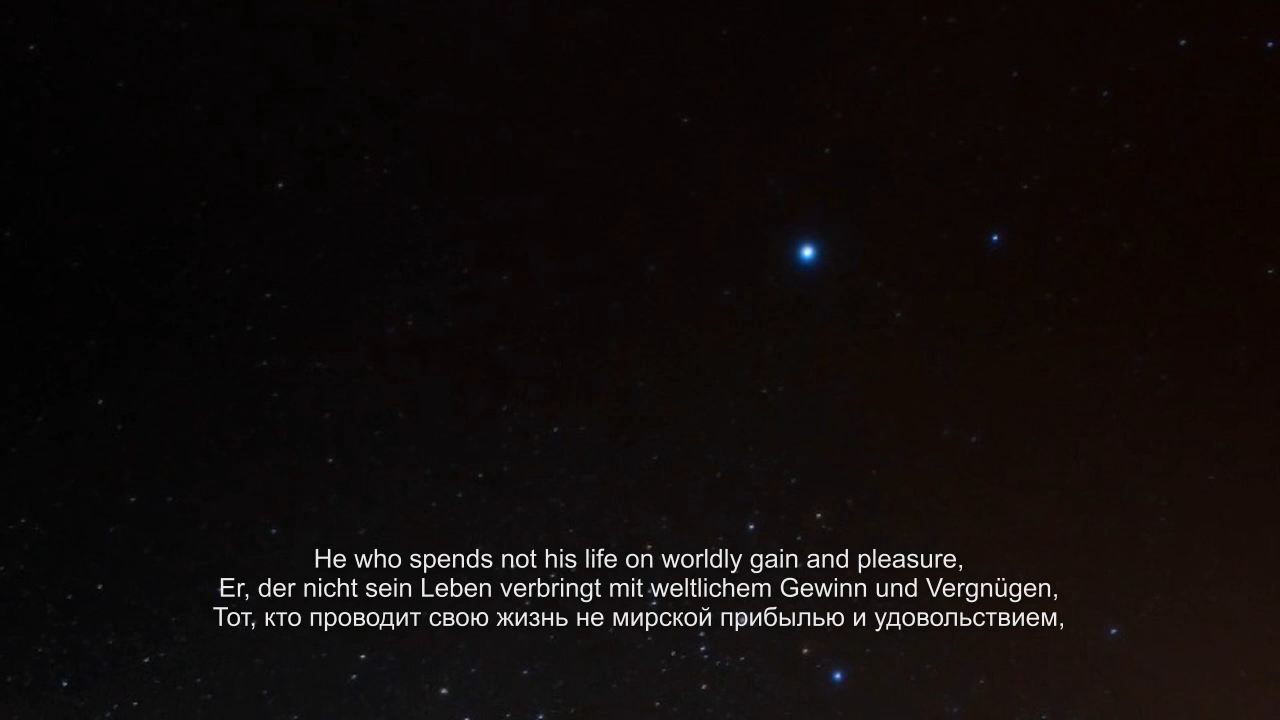 He who spends not his life on worldly gain and pleasure,
Er, der nicht sein Leben verbringt mit weltlichem Gewinn und Vergnügen,
Тот, кто проводит свою жизнь не мирской прибылью и удовольствием,